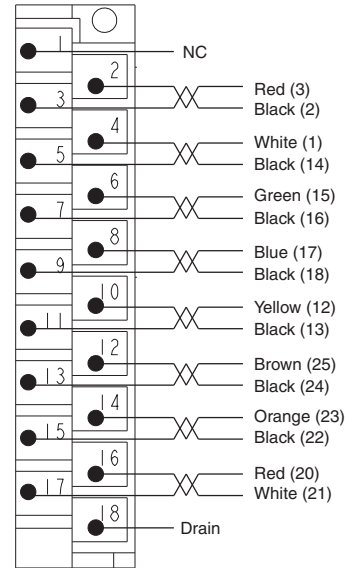 1
NC
2
Red (3)
3
Black (2)
4
White (1)
5
Black (14)
6
Green (15)
7
Black (16)
8
Blue (17)
9
Black (18)
10
Yellow (12)
11
Black (13)
12
Brown (25)
13
Black (24)
14
Orange (23)
15
Black (22)
16
Red (20)
17
White (21)
18
Drain